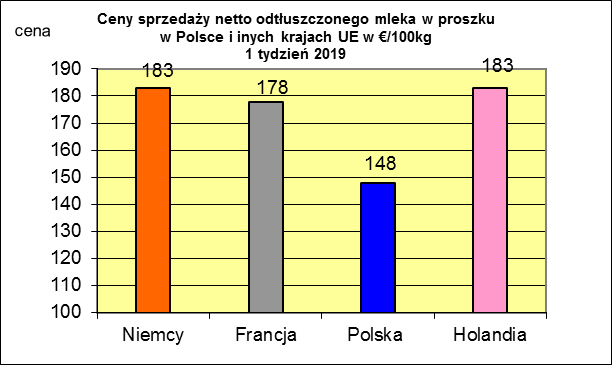 Ceny sprzedaży netto odtłuszczonego mleka w proszku
w Polsce i inych krajach UE w €/100kg
1 tydzień 2019
cena
190
180
170
160
150
140
130
120
110
100
183
178
148
183
Niemcy
Francja
Polska
Holandia